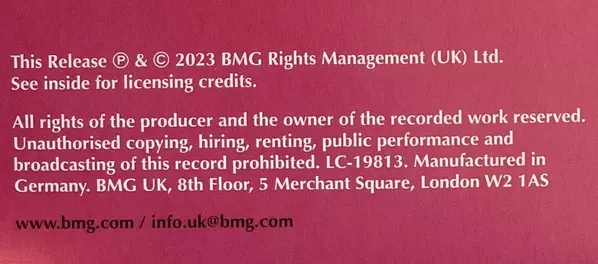 This Release ℗ & © 2023 BMG Rights Management (UK) Ltd.
See inside for licensing credits.
All rights of the producer and the owner of the recorded work reserved.
Unauthorised copying, hiring, renting, public performance and
broadcasting of this record prohibited. LC-19813. Manufactured in
Germany. BMG UK, 8th Floor, 5 Merchant Square, London W2 1AS
www.bmg.com / info.uk@bmg.com